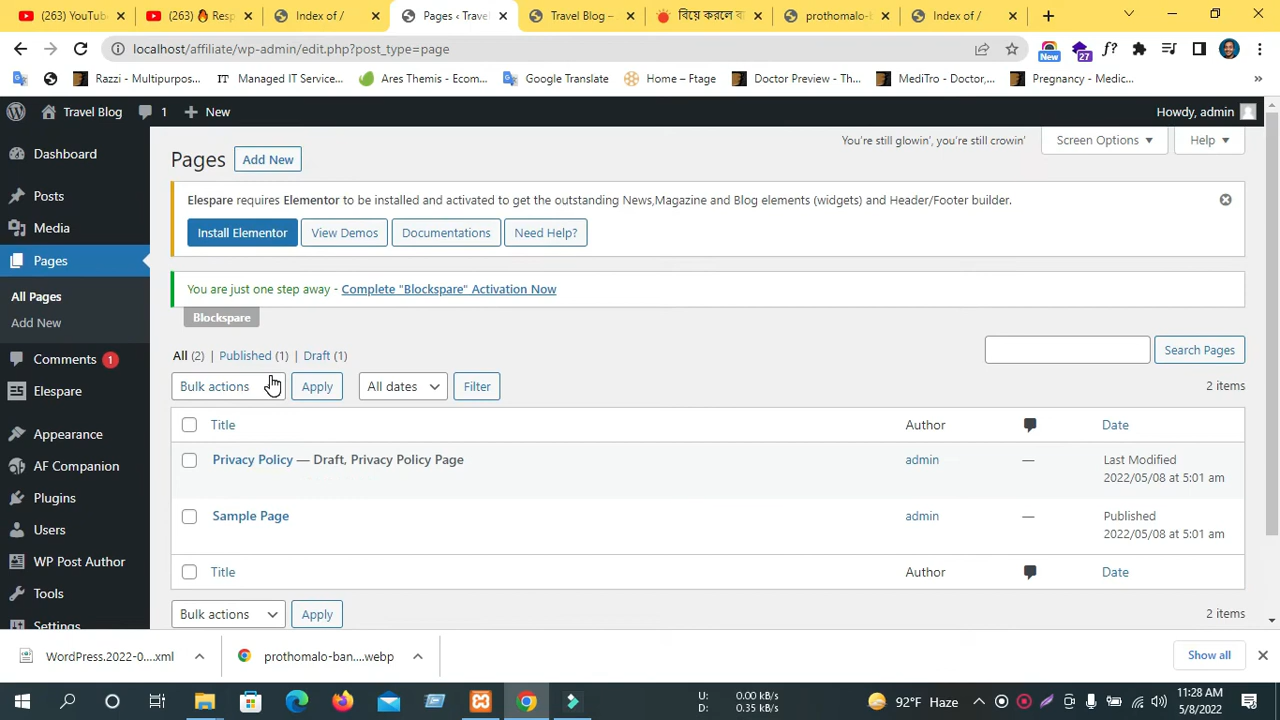 (263) YouTu
(263) 🔥 Resp
Index of /
Pages ‹ Travel
Travel Blog –
বিয়ে করলে ব
prothomalo-ba
Index of /
localhost/affiliate/wp-admin/edit.php?post_type=page
New
27
f?
Razzi - Multipurpos...
IT Managed IT Service...
Ares Themis - Ecom...
Google Translate
Home – Ftage
Doctor Preview - Th...
MediTro - Doctor,...
Pregnancy - Medic...
»
Travel Blog
1
New
Howdy, admin
Dashboard
Posts
Media
Pages
All Pages
Add New
Comments 1
Elespare
Appearance
AF Companion
Plugins
Users
WP Post Author
Tools
Settings
You're still glowin', you're still crowin'
Screen Options
Help
Pages
Add New
Elespare requires Elementor to be installed and activated to get the outstanding News,Magazine and Blog elements (widgets) and Header/Footer builder.
Install Elementor
View Demos
Documentations
Need Help?
You are just one step away - Complete "Blockspare" Activation Now
Blockspare
All (2) | Published (1) | Draft (1)
Search Pages
Bulk actions
Apply
All dates
Filter
2 items
Title
Author
Date
Privacy Policy — Draft, Privacy Policy Page
admin
—
Last Modified
2022/05/08 at 5:01 am
Sample Page
admin
—
Published
2022/05/08 at 5:01 am
Title
Author
Date
Bulk actions
Apply
2 items
WordPress.2022-0....xml
prothomalo-ban....webp
Show all
U: 0.00 kB/s
D: 0.35 kB/s
92°F Haze
11:28 AM
5/8/2022